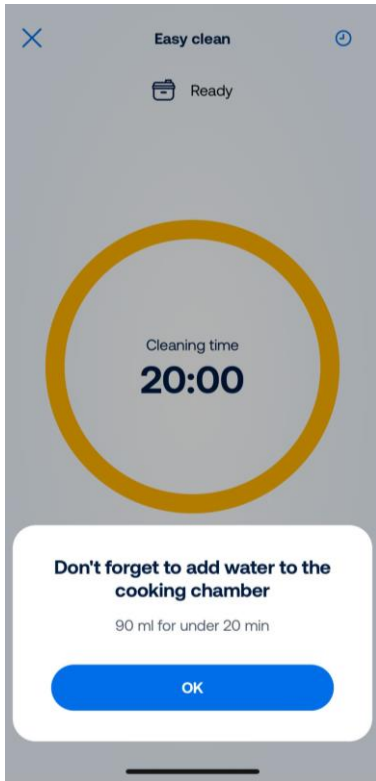 Easy clean
Ready
Cleaning time
20:00
Don't forget to add water to the
cooking chamber
90 ml for under 20 min
OK